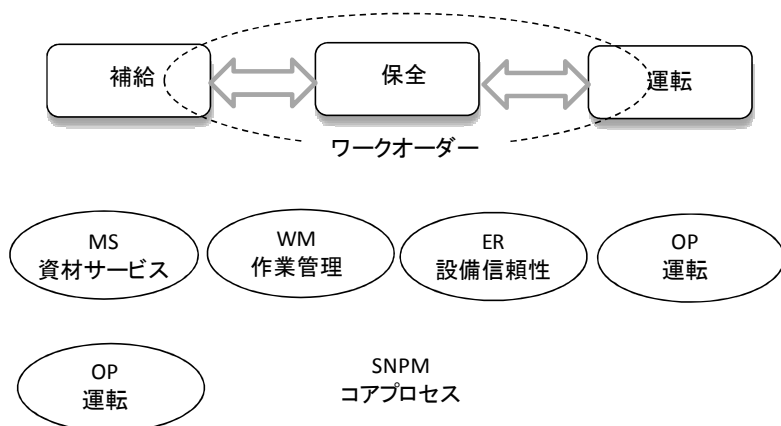 補給
保全
運転
ワークオーダー
MS
資材サービス
WM
作業管理
ER
設備信頼性
OP
運転
OP
運転
SNPM
コアプロセス